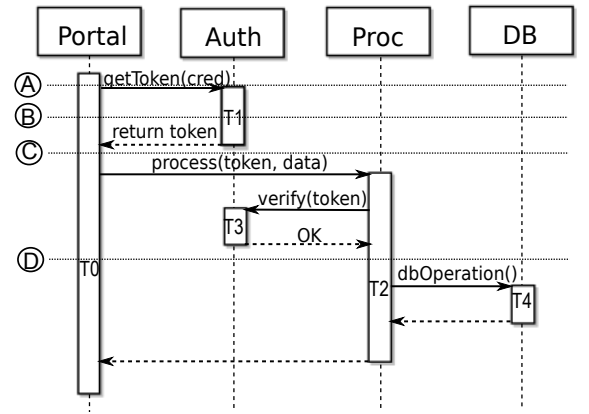 Portal Auth Proc DB
A getToken(cred)
B T1
return token
C
process(token, data)
verify(token)
T3 OK
D
T0 dbOperation()
T2 T4